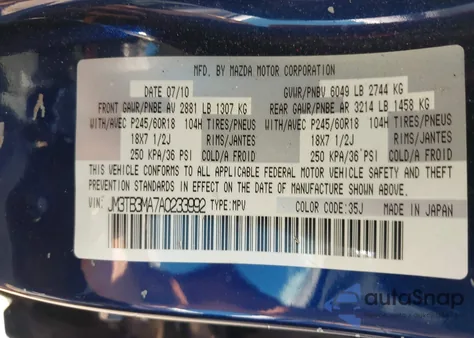 MFD. BY MAZDA MOTOR CORPORATION
DATE 07/10 GVWR/PNBV 6049 LB 2744 KG
FRONT GAWR/PNBE AV 2881 LB 1307 KG REAR GAWR/PNBE AR 3214 LB 1458 KG
WITH/AVEC P245/60R18 104H TIRES/PNEUS WITH/AVEC P245/60R18 104H TIRES/PNEUS
18X7 1/2J RIMS/JANTES 18X7 1/2J RIMS/JANTES
250 KPA/36 PSI COLD/A FROID 250 KPA/36 PSI COLD/A FROID
THIS VEHICLE CONFORMS TO ALL APPLICABLE FEDERAL MOTOR VEHICLE SAFETY AND THEFT
PREVENTION STANDARDS IN EFFECT ON THE DATE OF MANUFACTURE SHOWN ABOVE.
VIN: JM3TB3MA7A0233992 TYPE: MPV COLOR CODE: 35J MADE IN JAPAN
autoSnap